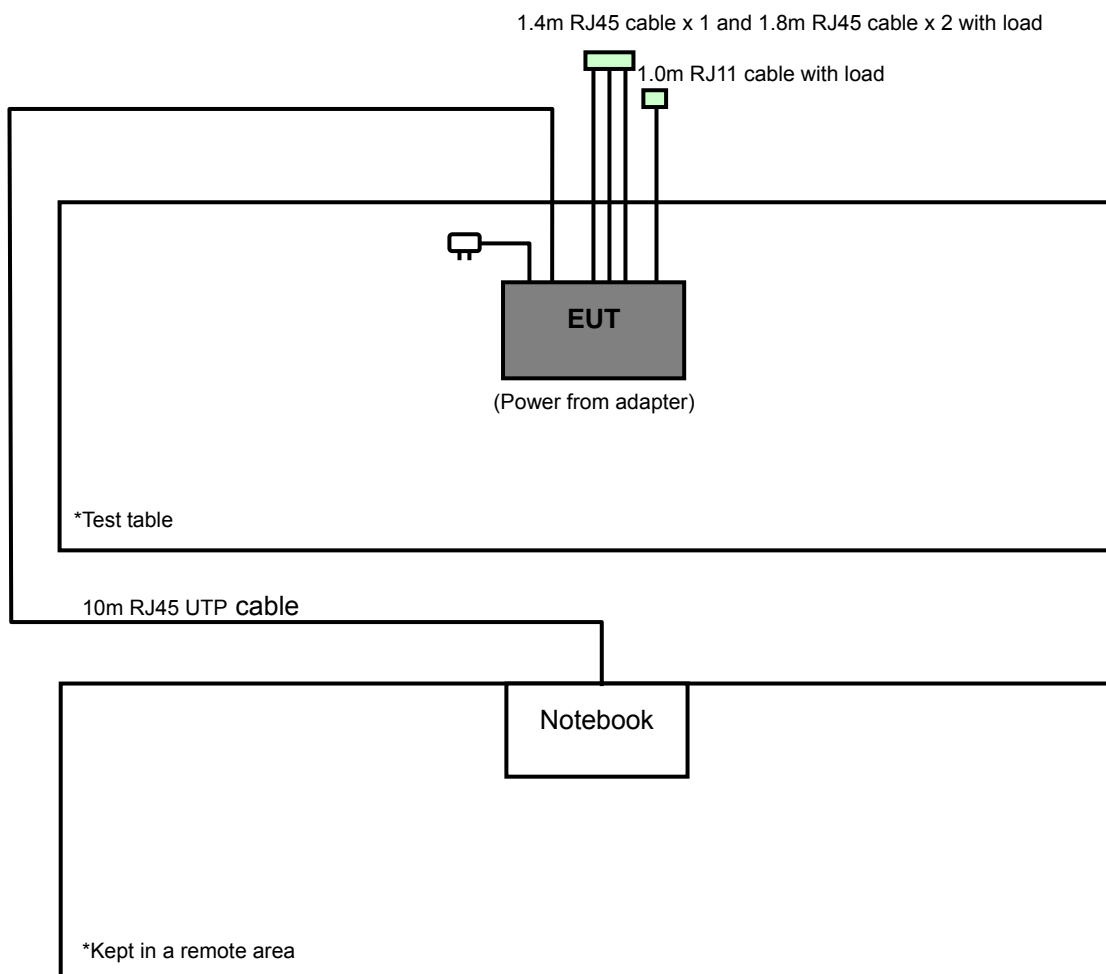 1.4m RJ45 cable x 1 and 1.8m RJ45 cable x 2 with load
1.0m RJ11 cable with load
EUT
(Power from adapter)
*Test table
10m RJ45 UTP cable
Notebook
*Kept in a remote area